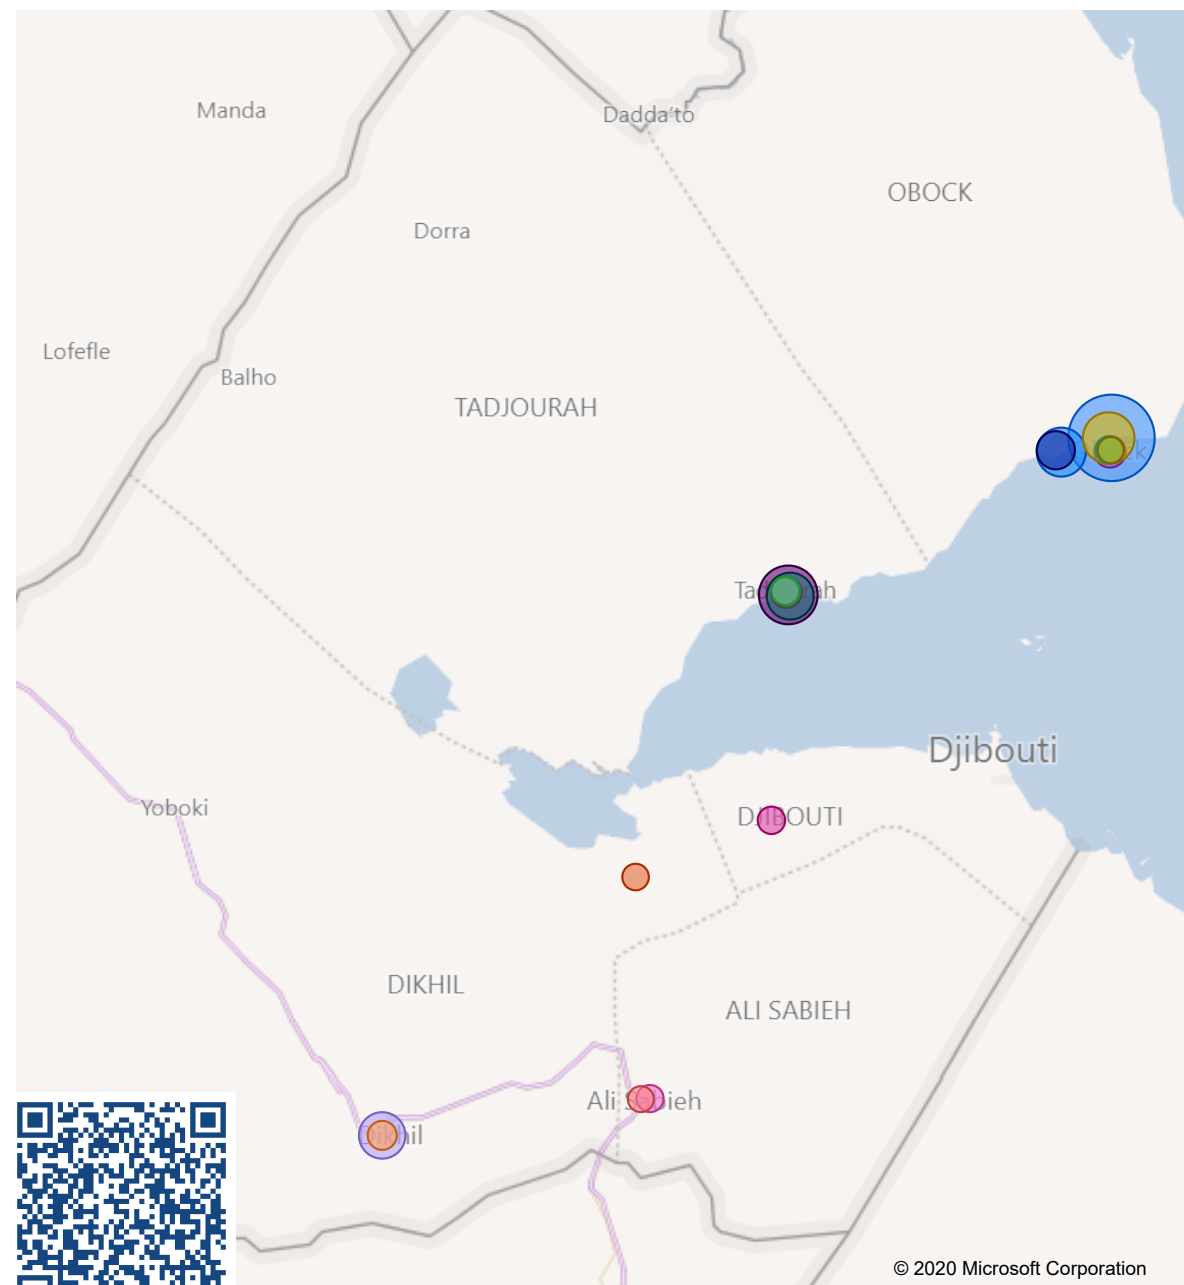 Manda
Dadda'to
OBOCK
Dorra
Lofefle
Balho
TADJOURAH
Djibouti
Yoboki
DJIBOUTI
DIKHIL
ALI SABIEH
© 2020 Microsoft Corporation